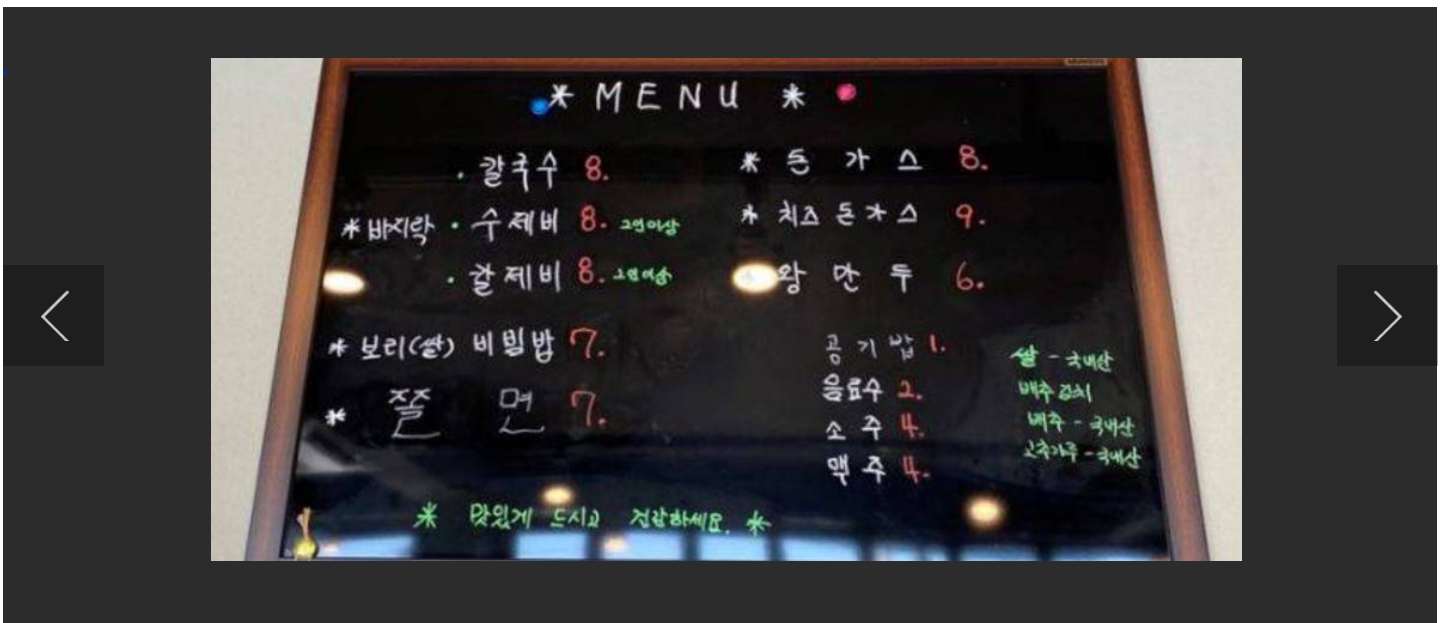 * MENU *
· 칼국수 8.
* 바지락 · 수제비 8. 2인이상
· 칼제비 8. 2인이상
* 보리(쌀) 비빔밥 7.
* 쫄면 7.
* 돈가스 8.
* 치즈돈가스 9.
왕만두 6.
공기밥 1.
음료수 2.
소주 4.
맥주 4.
쌀 - 국내산
배추김치
배추 - 국내산
고추가루 - 국내산
* 맛있게 드시고 건강하세요. *